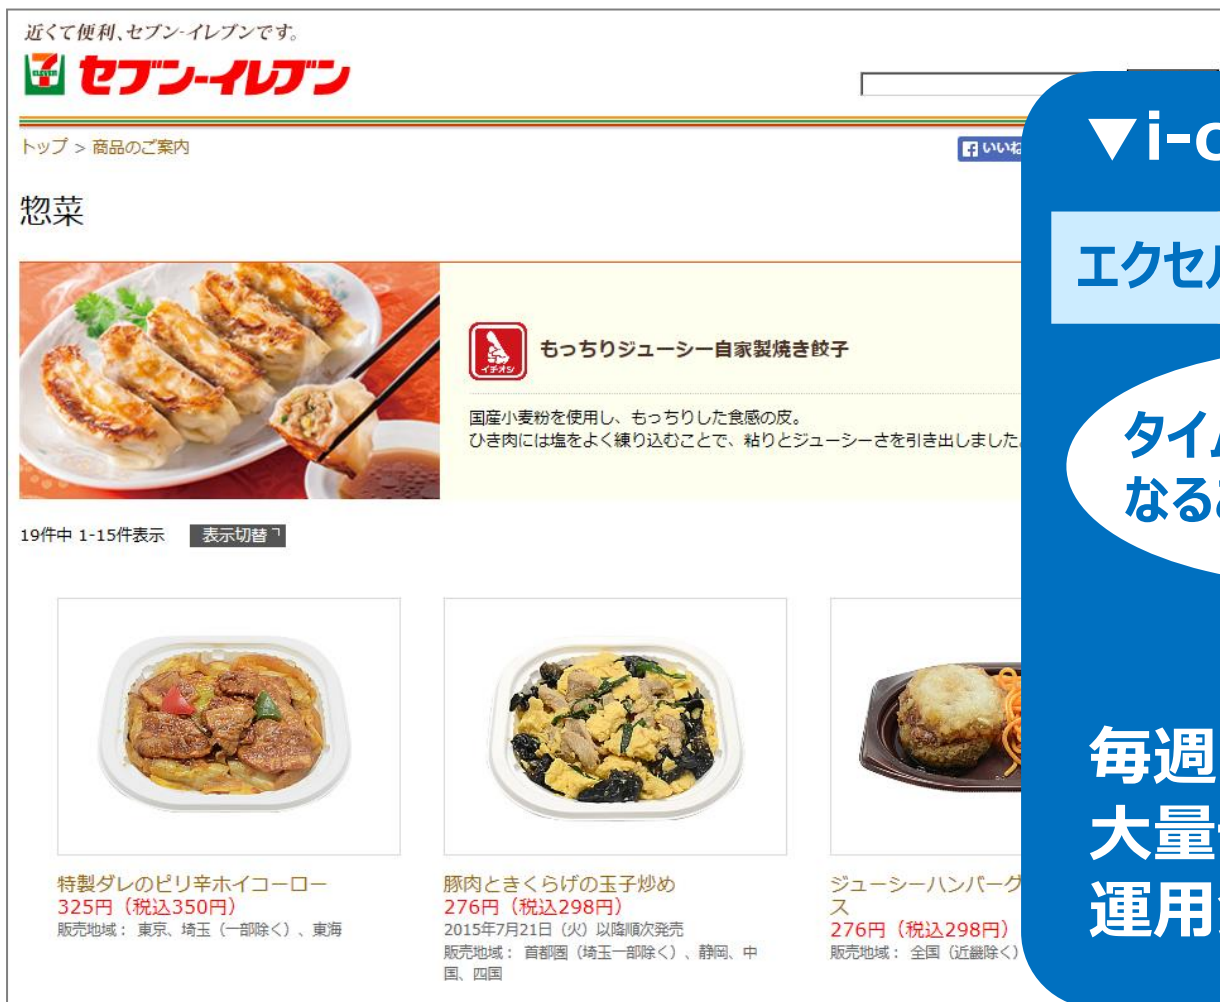 近くて便利、セブン-イレブンです。
7 ELEVEN セブン-イレブン
トップ > 商品のご案内
いいね
惣菜
イチオシ もっちりジューシー自家製焼き餃子
国産小麦粉を使用し、もっちりした食感の皮。
ひき肉には塩をよく練り込むことで、粘りとジューシーさを引き出しました。
19件中 1-15件表示 表示切替
特製ダレのピリ辛ホイコーロー
325円（税込350円）
販売地域： 東京、埼玉（一部除く）、東海
豚肉ときくらげの玉子炒め
276円（税込298円）
2015年7月21日（火）以降順次発売
販売地域： 首都圏（埼玉一部除く）、静岡、中
国、四国
ジューシーハンバーグ
ス
276円（税込298円）
販売地域： 全国（近畿除く）
▼i-c
エクセル
タイム
なるこ
毎週
大量
運用